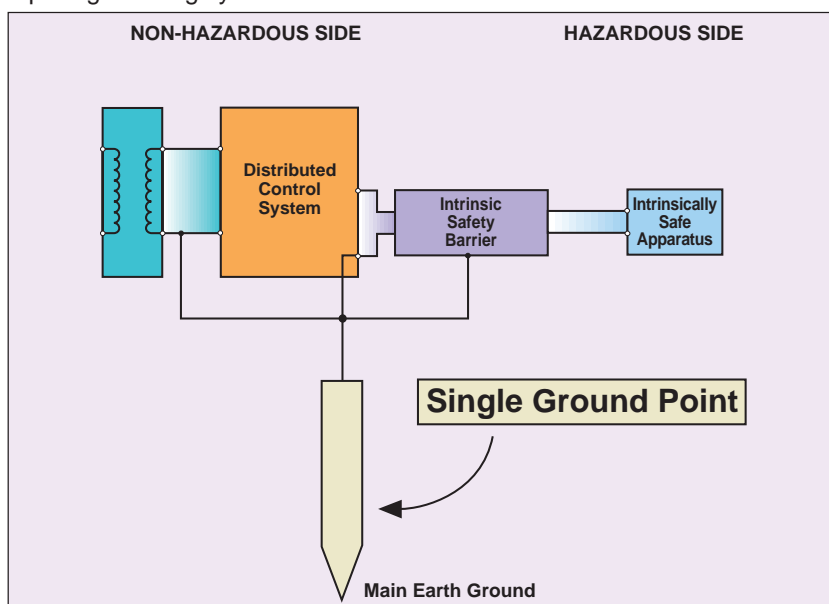 NON-HAZARDOUS SIDE
HAZARDOUS SIDE
Distributed
Control
System
Intrinsic
Safety
Barrier
Intrinsically
Safe
Apparatus
Single Ground Point
Main Earth Ground